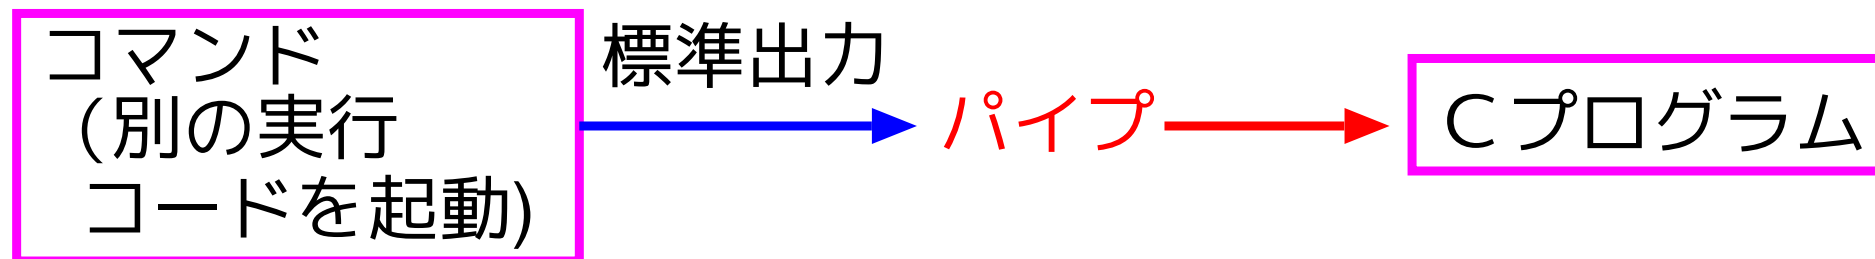 コマンド
(別の実行
コードを起動)
標準出力
パイプ
Cプログラム